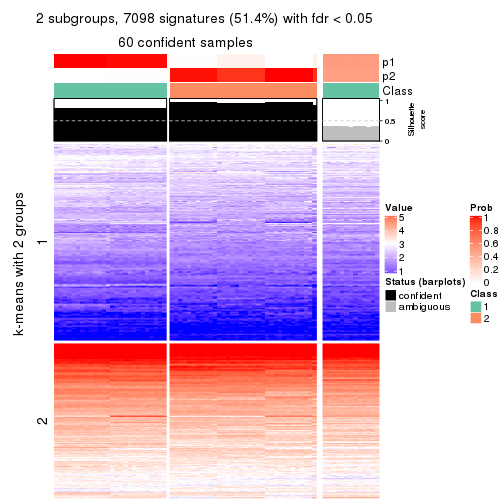 2 subgroups, 7098 signatures (51.4%) with fdr < 0.05
60 confident samples
p1
p2
Class
1
0.5
0
Silhouette
score
k-means with 2 groups
1
2
Value
5
4
3
2
1
Status (barplots)
confident
ambiguous
Prob
1
0.8
0.6
0.4
0.2
0
Class
1
2